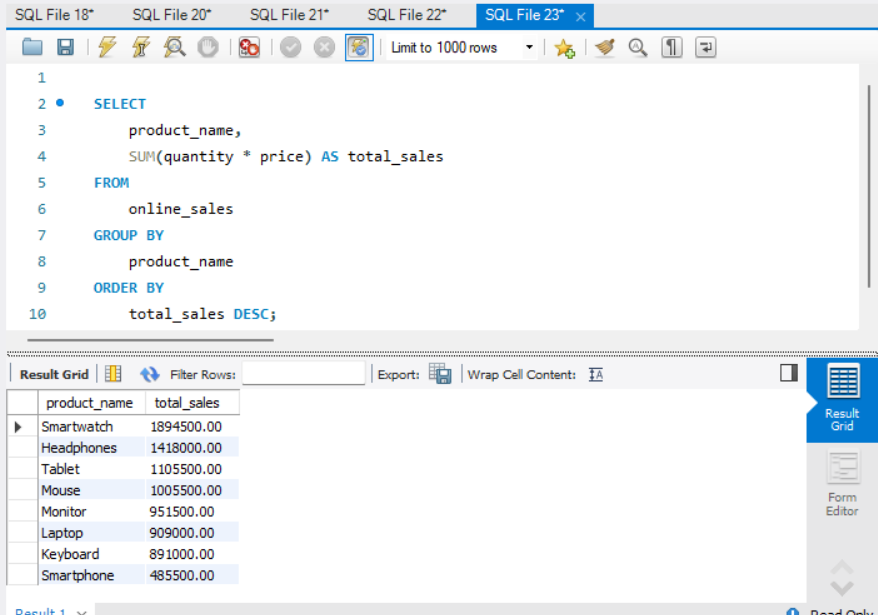 SQL File 18* SQL File 20* SQL File 21* SQL File 22* SQL File 23*
Limit to 1000 rows
1
2 SELECT
3 product_name,
4 SUM(quantity * price) AS total_sales
5 FROM
6 online_sales
7 GROUP BY
8 product_name
9 ORDER BY
10 total_sales DESC;
Result Grid Filter Rows: Export: Wrap Cell Content: IA
product_name total_sales
Smartwatch 1894500.00
Headphones 1418000.00
Tablet 1105500.00
Mouse 1005500.00
Monitor 951500.00
Laptop 909000.00
Keyboard 891000.00
Smartphone 485500.00
Result
Grid
Form
Editor
Result 1 Read Only